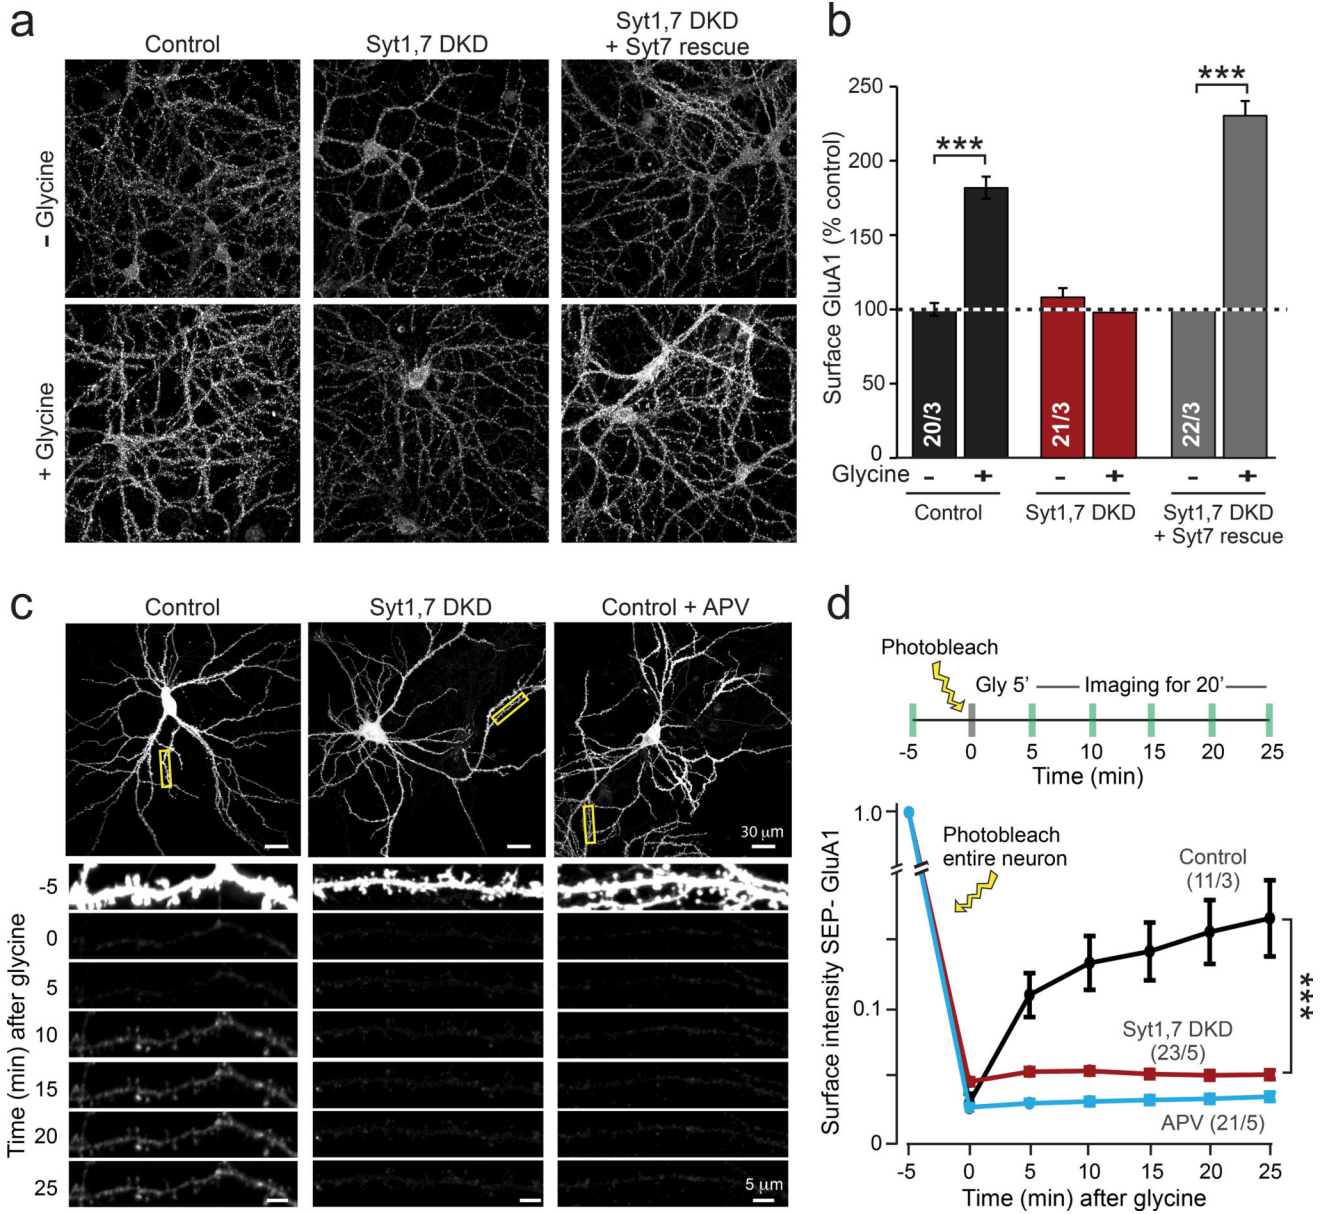 a
Control
Syt1,7 DKD
Syt1,7 DKD
+ Syt7 rescue
- Glycine
+ Glycine
b
Surface GluA1 (% control)
250
200
150
100
50
0
***
***
20/3
21/3
22/3
Glycine - + - + - +
Control
Syt1,7 DKD
Syt1,7 DKD
+ Syt7 rescue
c
Control
Syt1,7 DKD
Control + APV
30 μm
Time (min) after glycine
-5
0
5
10
15
20
25
5 μm
d
Photobleach
Gly 5’
Imaging for 20’
-5 0 5 10 15 20 25
Time (min)
Surface intensity SEP- GluA1
1.0
0.1
0
Photobleach
entire neuron
Control
(11/3)
***
Syt1,7 DKD
(23/5)
APV (21/5)
-5 0 5 10 15 20 25
Time (min) after glycine